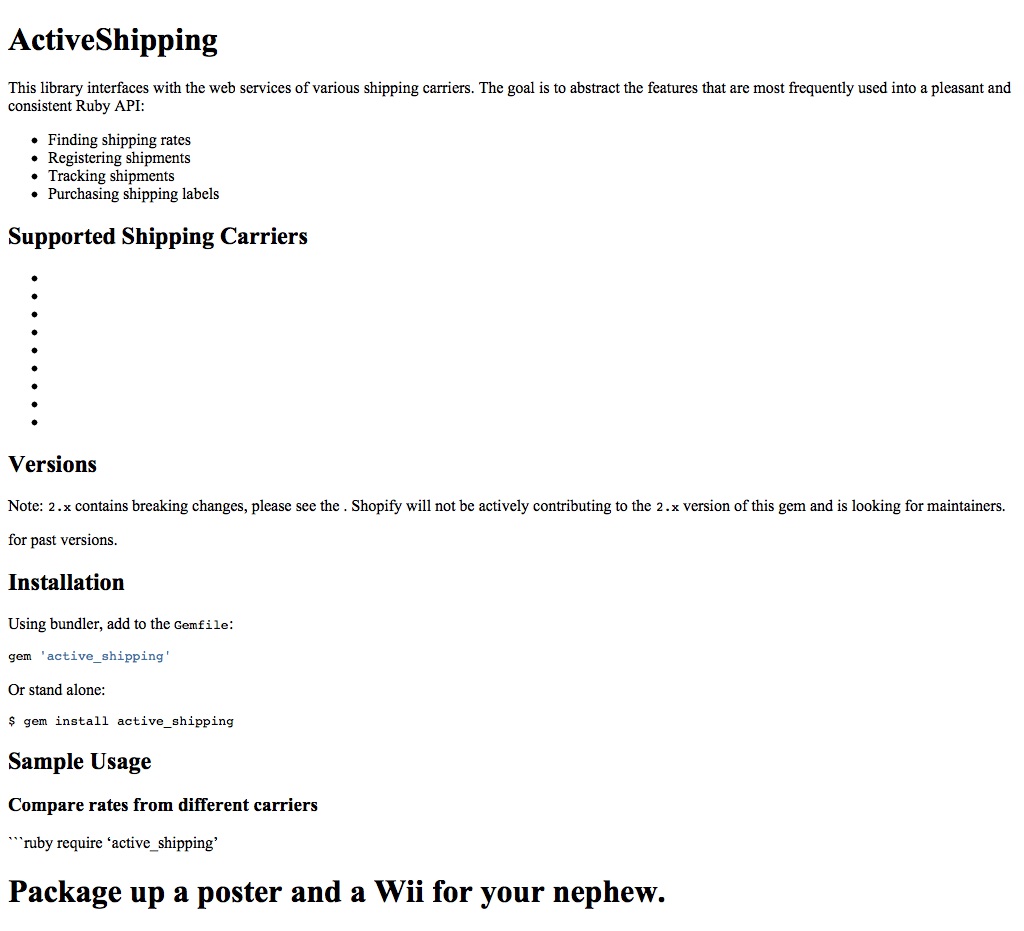 ActiveShipping
This library interfaces with the web services of various shipping carriers. The goal is to abstract the features that are most frequently used into a pleasant and
consistent Ruby API:
• Finding shipping rates
• Registering shipments
• Tracking shipments
• Purchasing shipping labels
Supported Shipping Carriers
•
•
•
•
•
•
•
•
•
Versions
Note: 2.x contains breaking changes, please see the . Shopify will not be actively contributing to the 2.x version of this gem and is looking for maintainers.
for past versions.
Installation
Using bundler, add to the Gemfile:
gem 'active_shipping'
Or stand alone:
$ gem install active_shipping
Sample Usage
Compare rates from different carriers
```ruby require ‘active_shipping’
Package up a poster and a Wii for your nephew.